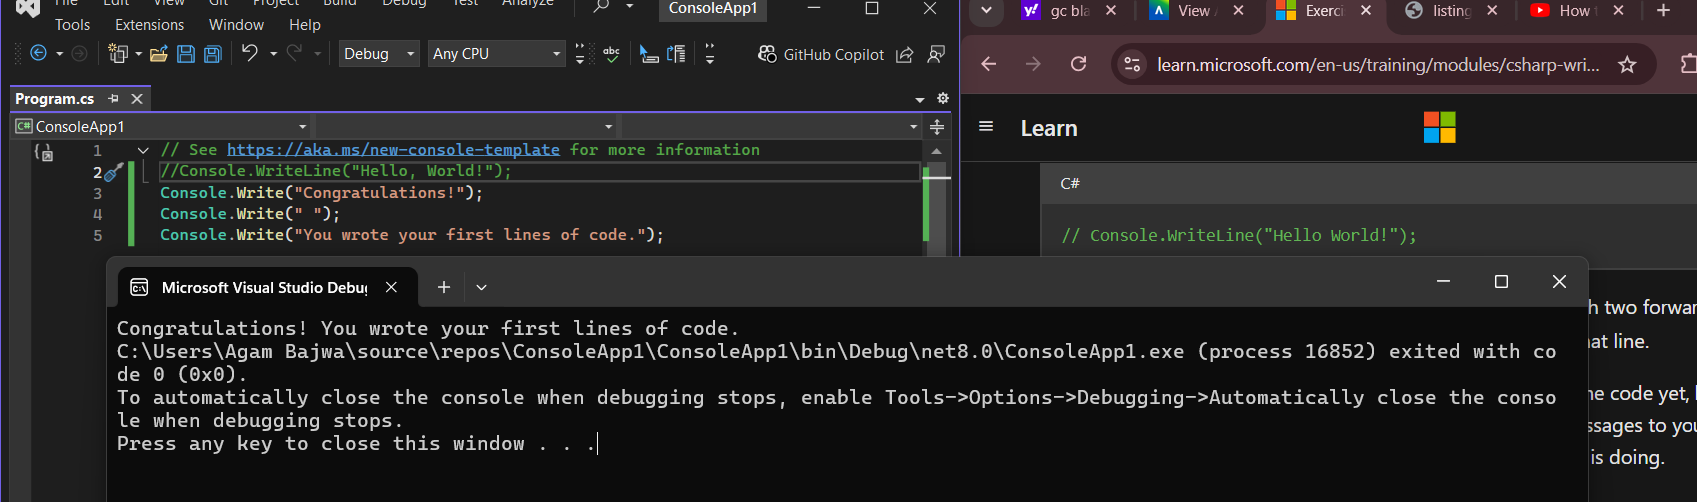 File Edit View Git Project Build Debug Test Analyze
ConsoleApp1
Tools
Extensions Window Help
Debug
Any CPU
abc
GitHub Copilot
Program.cs
C# ConsoleApp1
1 // See https://aka.ms/new-console-template for more information
2 //Console.WriteLine("Hello, World!");
3 Console.Write("Congratulations!");
4 Console.Write(" ");
5 Console.Write("You wrote your first lines of code.");
gc bla
View
Exerci
listing
How
learn.microsoft.com/en-us/training/modules/csharp-wri...
Learn
C#
// Console.WriteLine("Hello World!");
h two forwar
at line.
e code yet,
ssages to you
is doing.
C:\ Microsoft Visual Studio Debu
Congratulations! You wrote your first lines of code.
C:\Users\Agam Bajwa\source\repos\ConsoleApp1\ConsoleApp1\bin\Debug\net8.0\ConsoleApp1.exe (process 16852) exited with co
de 0 (0x0).
To automatically close the console when debugging stops, enable Tools->Options->Debugging->Automatically close the conso
le when debugging stops.
Press any key to close this window . . .